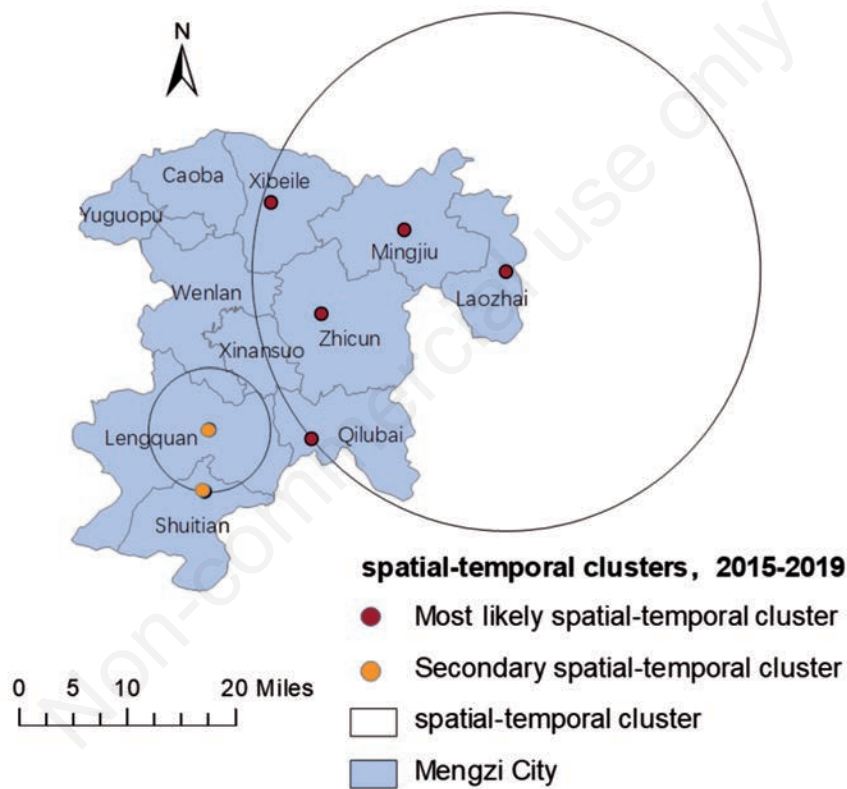 N
Caoba
Xibeile
Yuguopu
Mingjiu
Wenlan
Laozhai
Zhicun
Xinansuo
Lengquan
Qilubai
Shuitian
spatial-temporal clusters, 2015-2019
Most likely spatial-temporal cluster
Secondary spatial-temporal cluster
0 5 10 20 Miles
spatial-temporal cluster
Mengzi City
Non-commercial use only